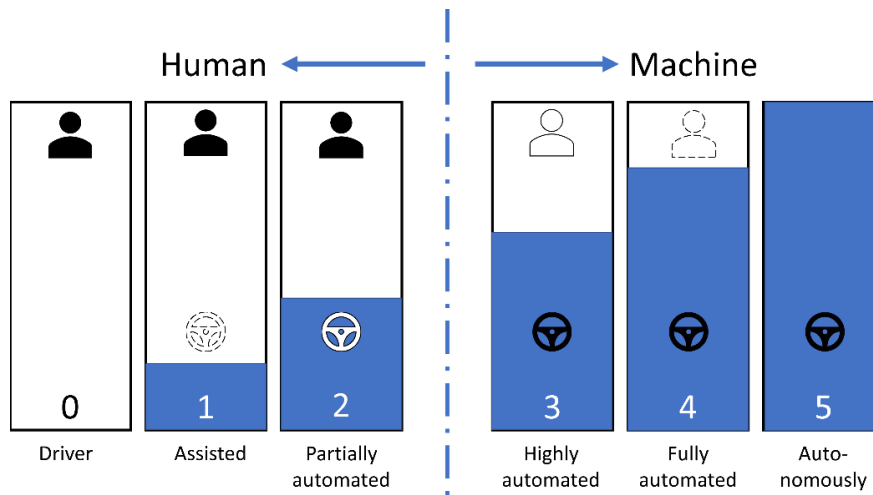 Human
Machine
0
1
2
3
4
5
Driver
Assisted
Partially
automated
Highly
automated
Fully
automated
Auto-
nomously